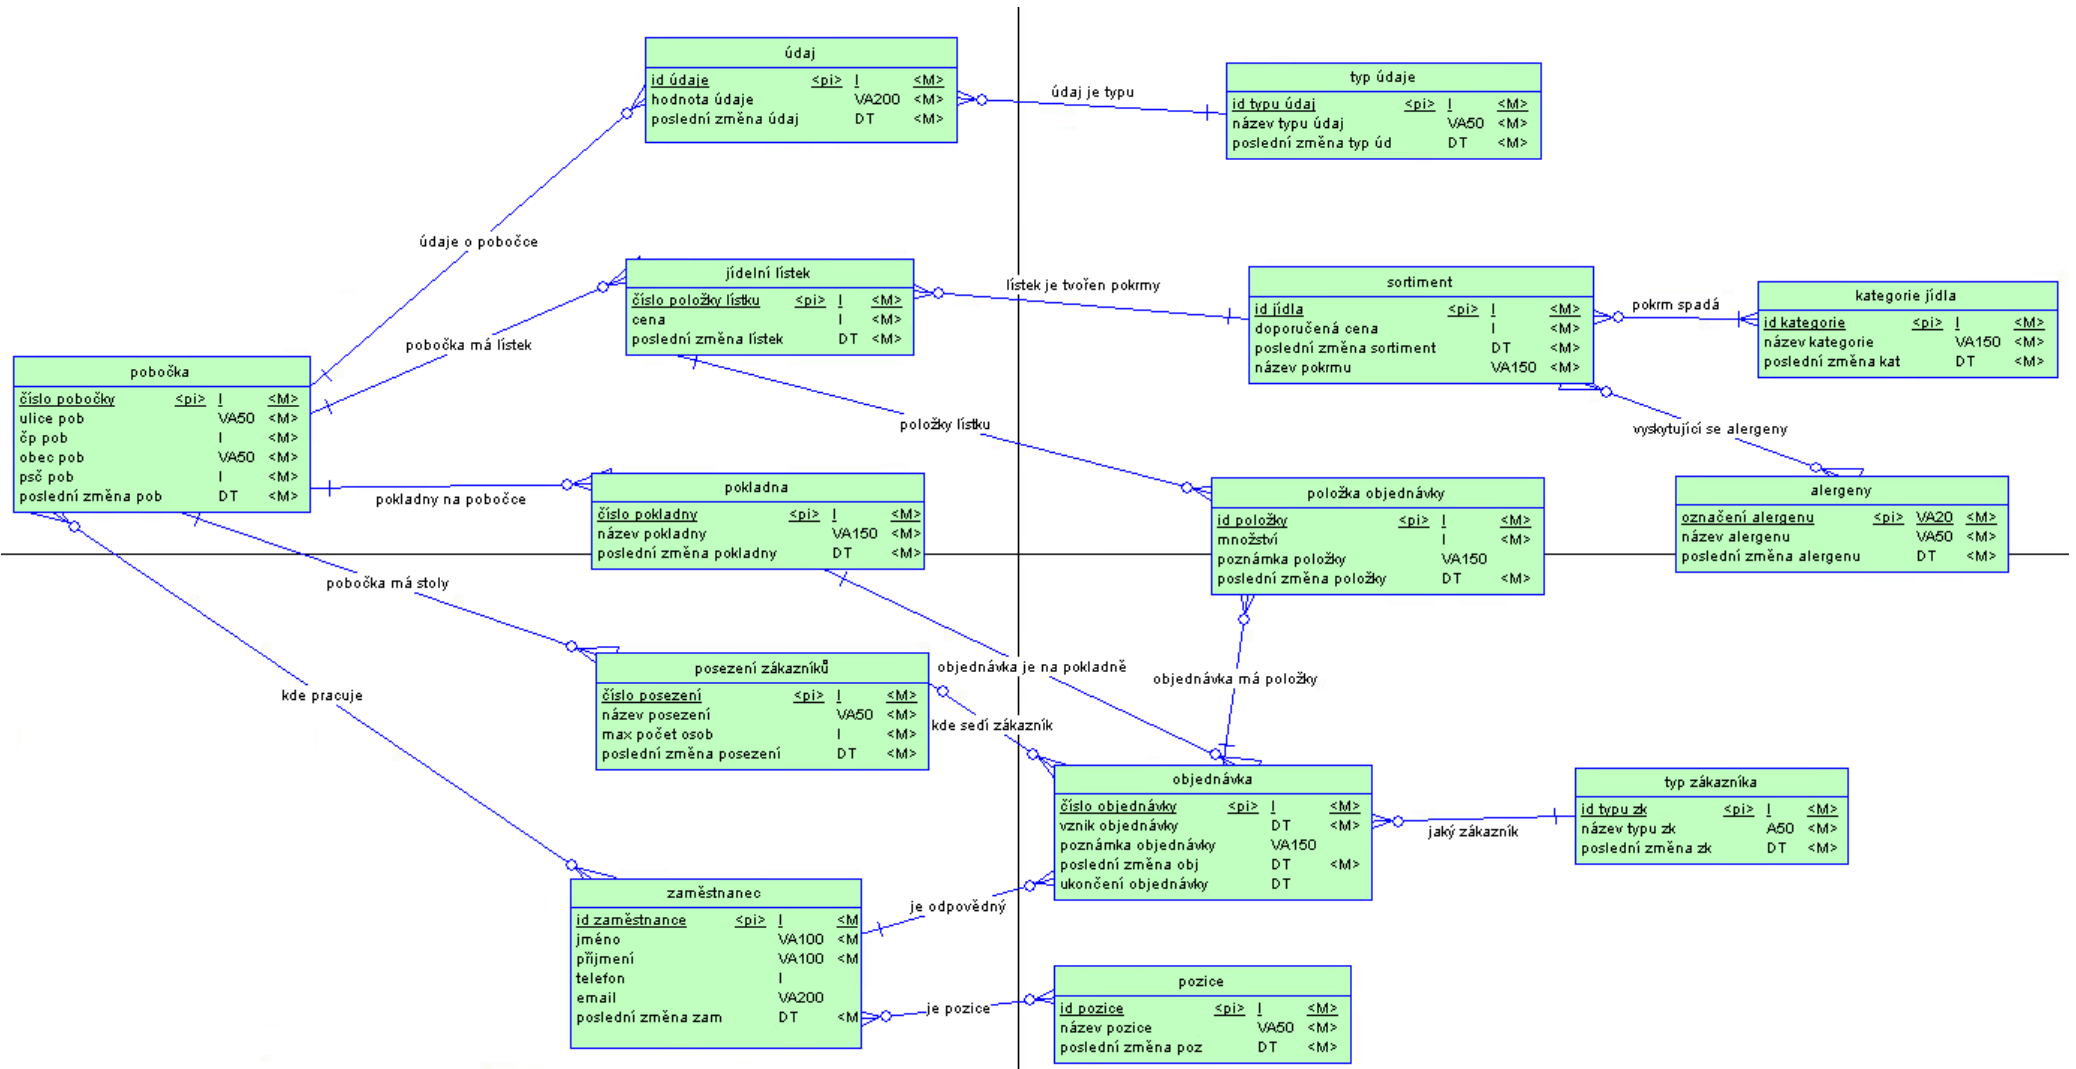 údaj
id údaje <pi> I <M>
hodnota údaje VA200 <M>
poslední změna údaj DT <M>
údaj je typu
typ údaje
id typu údaj <pi> I <M>
název typu údaj VA50 <M>
poslední změna typ úd DT <M>
údaje o pobočce
jídelní lístek
číslo položky lístku <pi> I <M>
cena I <M>
poslední změna lístek DT <M>
lístek je tvořen pokrmy
sortiment
id jídla <pi> I <M>
doporučená cena I <M>
poslední změna sortiment DT <M>
název pokrmu VA150 <M>
pokrm spadá
kategorie jídla
id kategorie <pi> I <M>
název kategorie VA150 <M>
poslední změna kat DT <M>
pobočka má lístek
pobočka
číslo pobočky <pi> I <M>
ulice pob VA50 <M>
čp pob I <M>
obec pob VA50 <M>
psč pob I <M>
poslední změna pob DT <M>
položky lístku
vyskytující se alergeny
pokladny na pobočce
pokladna
číslo pokladny <pi> I <M>
název pokladny VA150 <M>
poslední změna pokladny DT <M>
položka objednávky
id položky <pi> I <M>
množství I <M>
poznámka položky VA150
poslední změna položky DT <M>
alergeny
označení alergenu <pi> VA20 <M>
název alergenu VA50 <M>
poslední změna alergenu DT <M>
pobočka má stoly
kde pracuje
posezení zákazníků
číslo posezení <pi> I <M>
název posezení VA50 <M>
max počet osob I <M>
poslední změna posezení DT <M>
objednávka je na pokladně
objednávka má položky
kde sedí zákazník
objednávka
číslo objednávky <pi> I <M>
vznik objednávky DT <M>
poznámka objednávky VA150
poslední změna obj DT <M>
ukončení objednávky DT
jaký zákazník
typ zákazníka
id typu zk <pi> I <M>
název typu zk A50 <M>
poslední změna zk DT <M>
je odpovědný
zaměstnanec
id zaměstnance <pi> I <M
jméno VA100 <M
příjmení VA100 <M
telefon I
email VA200
poslední změna zam DT <M
je pozice
pozice
id pozice <pi> I <M>
název pozice VA50 <M>
poslední změna poz DT <M>